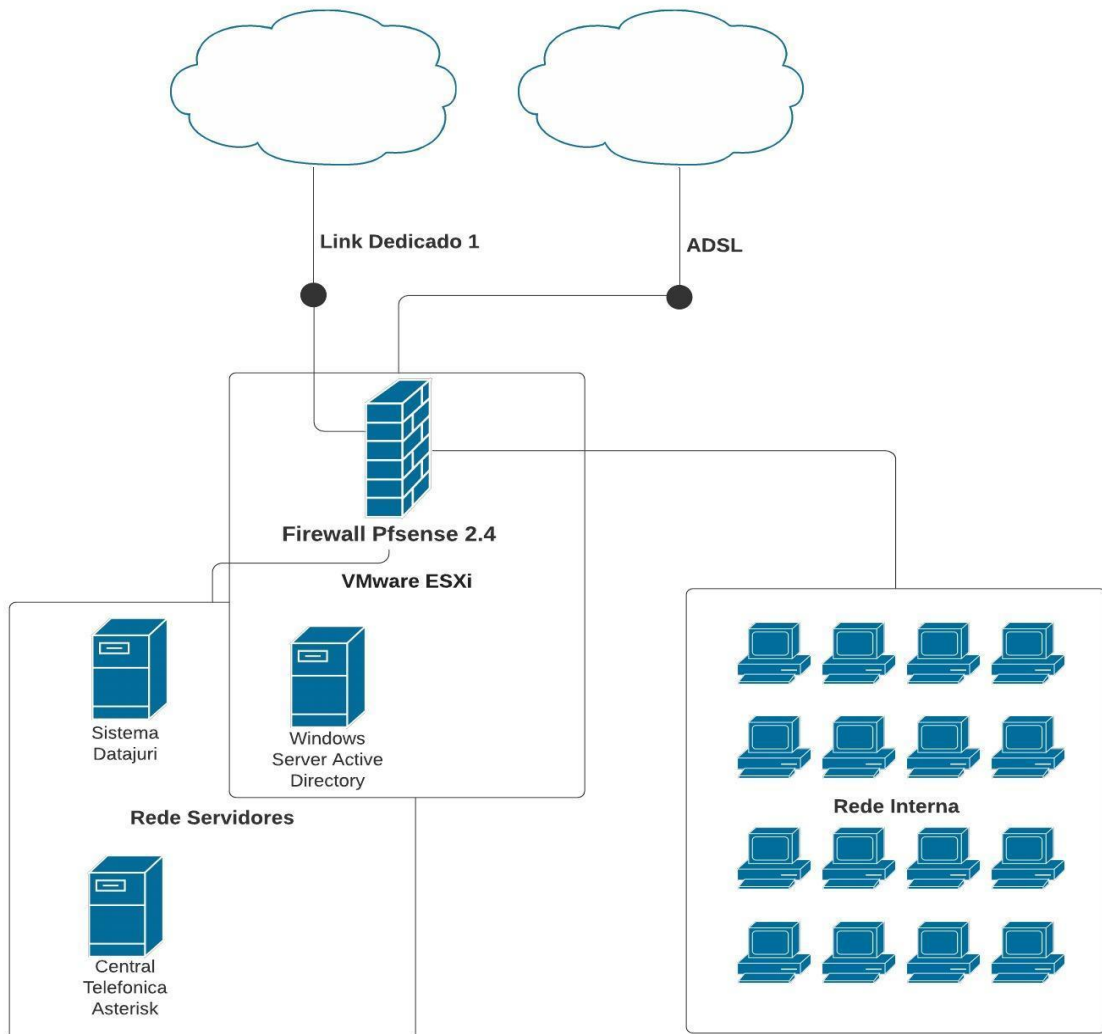 Link Dedicado 1
ADSL
Firewall Pfsense 2.4
VMware ESXi
Sistema
Datajuri
Windows
Server Active
Directory
Rede Servidores
Rede Interna
Central
Telefonica
Asterisk